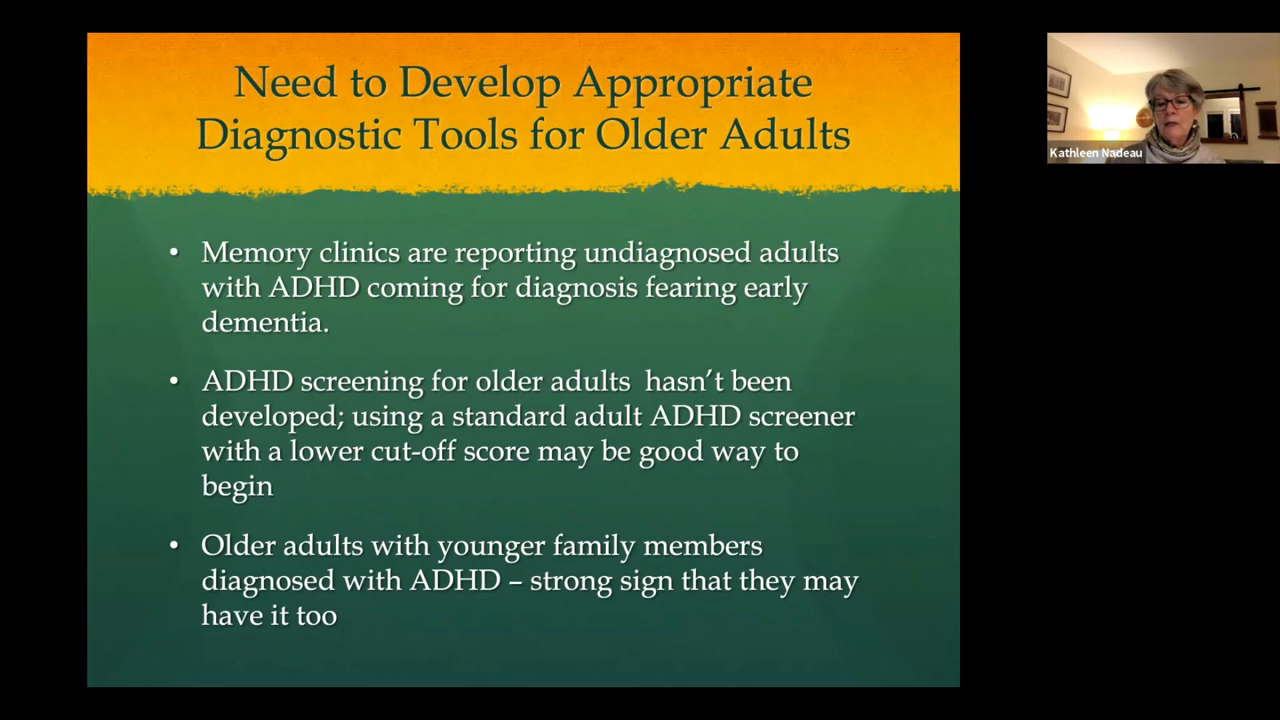 Need to Develop Appropriate
Diagnostic Tools for Older Adults
• Memory clinics are reporting undiagnosed adults
with ADHD coming for diagnosis fearing early
dementia.
• ADHD screening for older adults  hasn’t been
developed; using a standard adult ADHD screener
with a lower cut-off score may be good way to
begin
• Older adults with younger family members
diagnosed with ADHD – strong sign that they may
have it too
Kathleen Nadeau